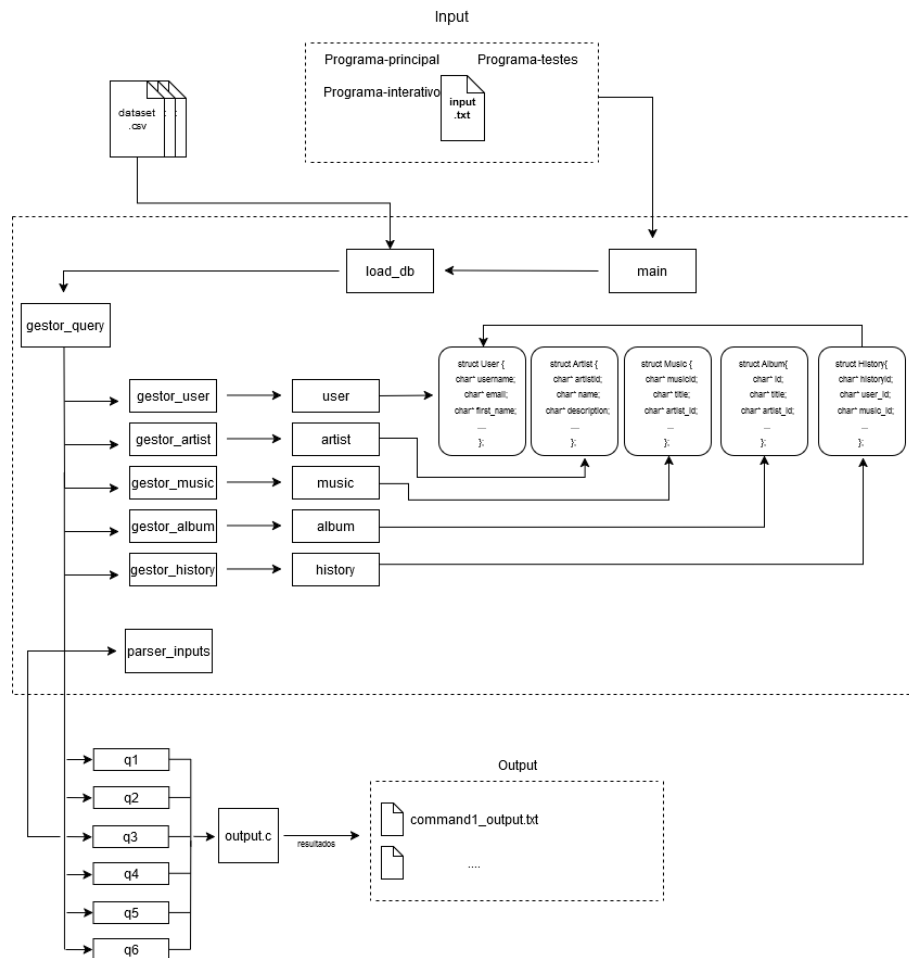 Input
Programa-principal
Programa-testes
Programa-interativo
input
.txt
dataset
.csv
load_db
main
gestor_query
gestor_user
user
gestor_artist
artist
gestor_music
music
gestor_album
album
gestor_history
history
struct User {
char* username;
char* email;
char* first_name;
....
};
struct Artist {
char* artistid;
char* name;
char* description;
....
};
struct Music {
char* musicid;
char* title;
char* artist_id;
...
};
struct Album{
char* id;
char* title;
char* artist_id;
...
};
struct History{
char* historyid;
char* user_id;
char* music_id;
...
};
parser_inputs
q1
q2
q3
q4
q5
q6
output.c
resultados
Output
command1_output.txt
....